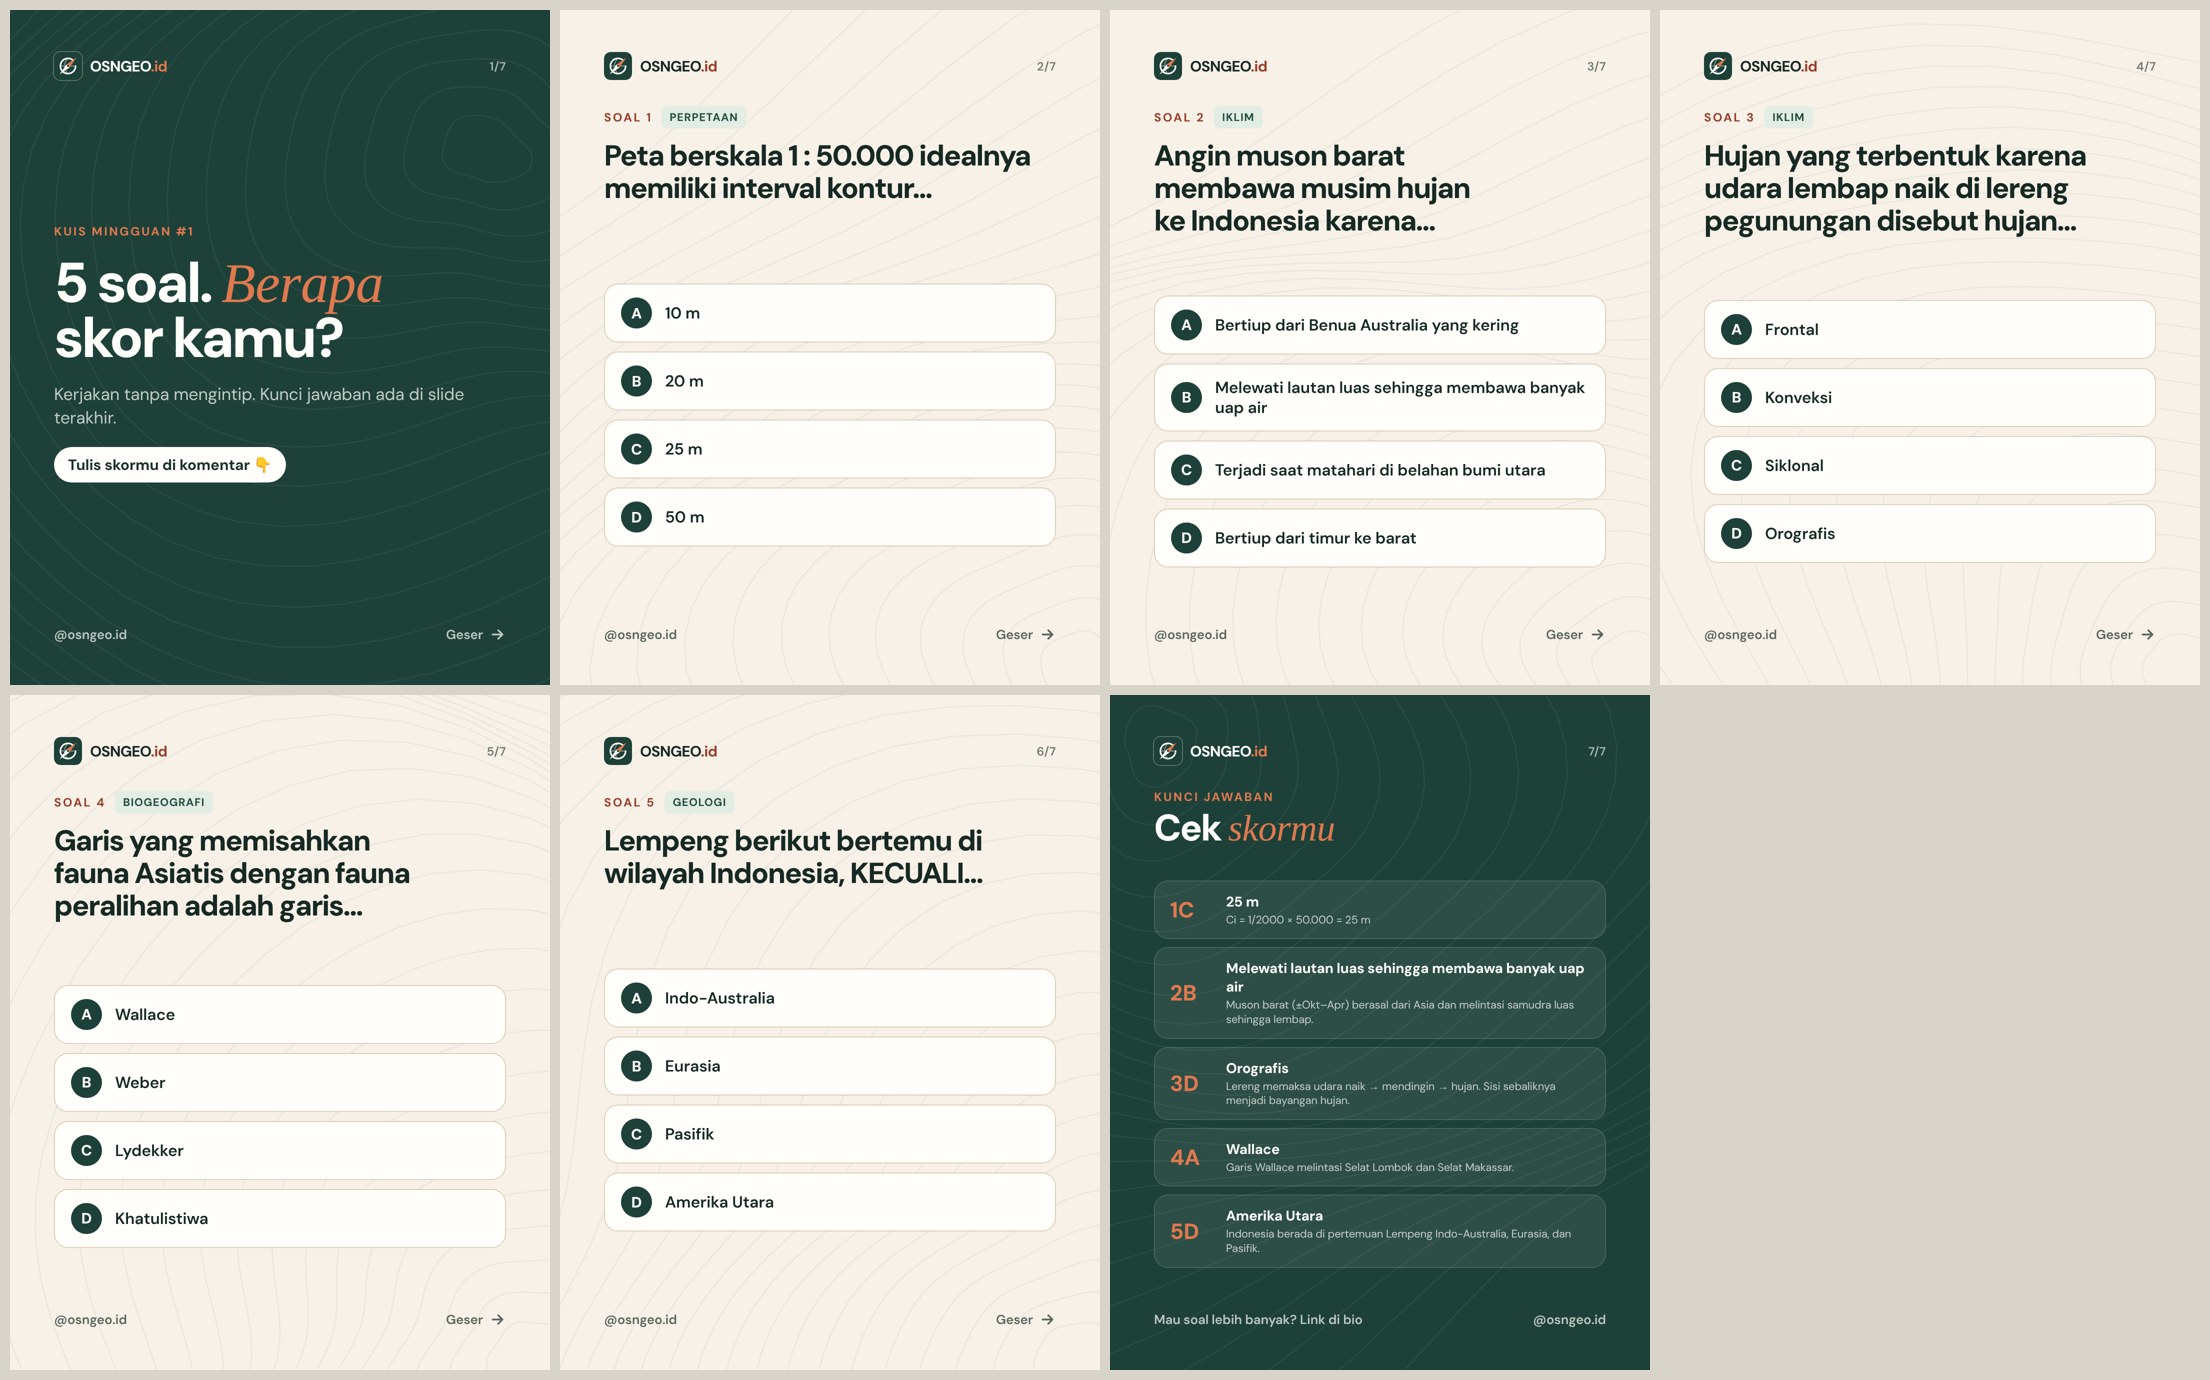 OSNGEO.id
1/7
KUIS MINGGUAN #1
5 soal. Berapa
skor kamu?
Kerjakan tanpa mengintip. Kunci jawaban ada di slide
terakhir.
Tulis skormu di komentar 👇
@osngeo.id
Geser →
OSNGEO.id
2/7
SOAL 1 PERPETAAN
Peta berskala 1 : 50.000 idealnya
memiliki interval kontur...
A 10 m
B 20 m
C 25 m
D 50 m
@osngeo.id
Geser →
OSNGEO.id
3/7
SOAL 2 IKLIM
Angin muson barat
membawa musim hujan
ke Indonesia karena...
A Bertiup dari Benua Australia yang kering
B Melewati lautan luas sehingga membawa banyak
uap air
C Terjadi saat matahari di belahan bumi utara
D Bertiup dari timur ke barat
@osngeo.id
Geser →
OSNGEO.id
4/7
SOAL 3 IKLIM
Hujan yang terbentuk karena
udara lembap naik di lereng
pegunungan disebut hujan...
A Frontal
B Konveksi
C Siklonal
D Orografis
@osngeo.id
Geser →
OSNGEO.id
5/7
SOAL 4 BIOGEOGRAFI
Garis yang memisahkan
fauna Asiatis dengan fauna
peralihan adalah garis...
A Wallace
B Weber
C Lydekker
D Khatulistiwa
@osngeo.id
Geser →
OSNGEO.id
6/7
SOAL 5 GEOLOGI
Lempeng berikut bertemu di
wilayah Indonesia, KECUALI...
A Indo-Australia
B Eurasia
C Pasifik
D Amerika Utara
@osngeo.id
Geser →
OSNGEO.id
7/7
KUNCI JAWABAN
Cek skormu
1C
25 m
Ci = 1/2000 × 50.000 = 25 m
2B
Melewati lautan luas sehingga membawa banyak uap
air
Muson barat (±Okt–Apr) berasal dari Asia dan melintasi samudra luas
sehingga lembap.
3D
Orografis
Lereng memaksa udara naik → mendingin → hujan. Sisi sebaliknya
menjadi bayangan hujan.
4A
Wallace
Garis Wallace melintasi Selat Lombok dan Selat Makassar.
5D
Amerika Utara
Indonesia berada di pertemuan Lempeng Indo-Australia, Eurasia, dan
Pasifik.
Mau soal lebih banyak? Link di bio
@osngeo.id